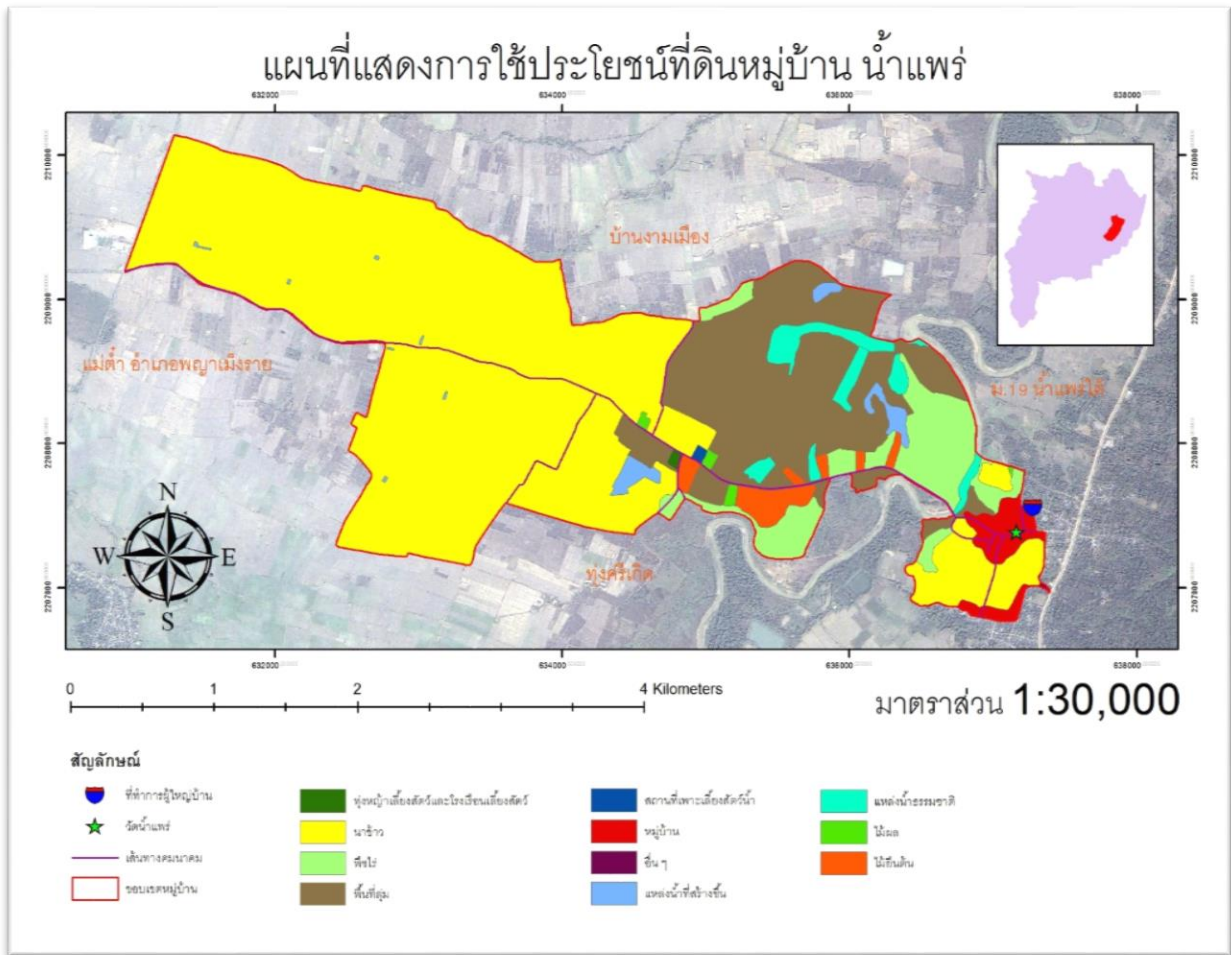 แผนที่แสดงการใช้ประโยชน์ที่ดินหมู่บ้าน น้ำแพร่
632000 634000 636000 638000
2210000 2210000
บ้านงามเมือง
2209000 2209000
แม่ต๋ำ อำเภอพญาเม็งราย
ม.19 น้ำแพร่ใต้
2208000 2208000
N
W E
S
ทุ่งศรีเกิด
2207000 2207000
632000 634000 636000 638000
0 1 2 4 Kilometers
มาตราส่วน 1:30,000
สัญลักษณ์
ที่ทำการผู้ใหญ่บ้าน
วัดน้ำแพร่
เส้นทางคมนาคม
ขอบเขตหมู่บ้าน
ทุ่งหญ้าเลี้ยงสัตว์และโรงเรือนเลี้ยงสัตว์
นาข้าว
พืชไร่
พื้นที่ลุ่ม
สถานที่เพาะเลี้ยงสัตว์น้ำ
หมู่บ้าน
อื่น ๆ
แหล่งน้ำที่สร้างขึ้น
แหล่งน้ำธรรมชาติ
ไม้ผล
ไม้ยืนต้น